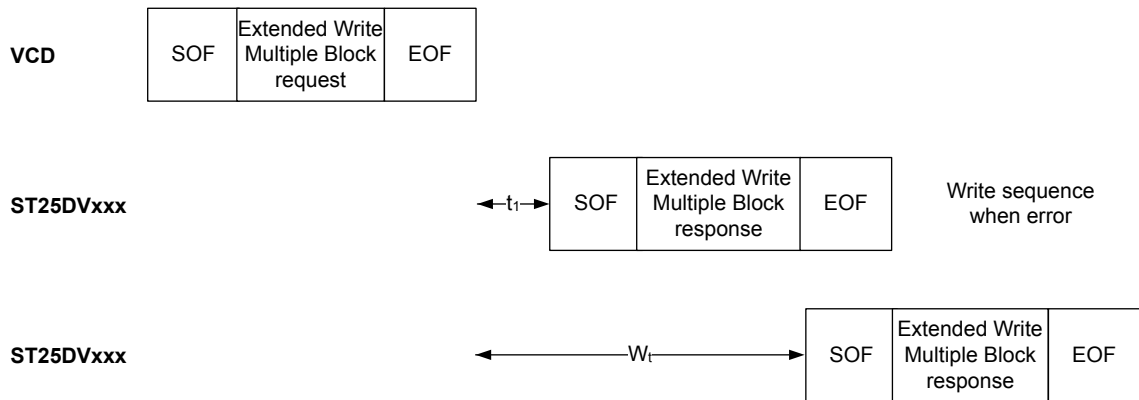 VCD
SOF
Extended Write
Multiple Block
request
EOF
ST25DVxxx
t1
SOF
Extended Write
Multiple Block
response
EOF
Write sequence
when error
ST25DVxxx
Wt
SOF
Extended Write
Multiple Block
response
EOF